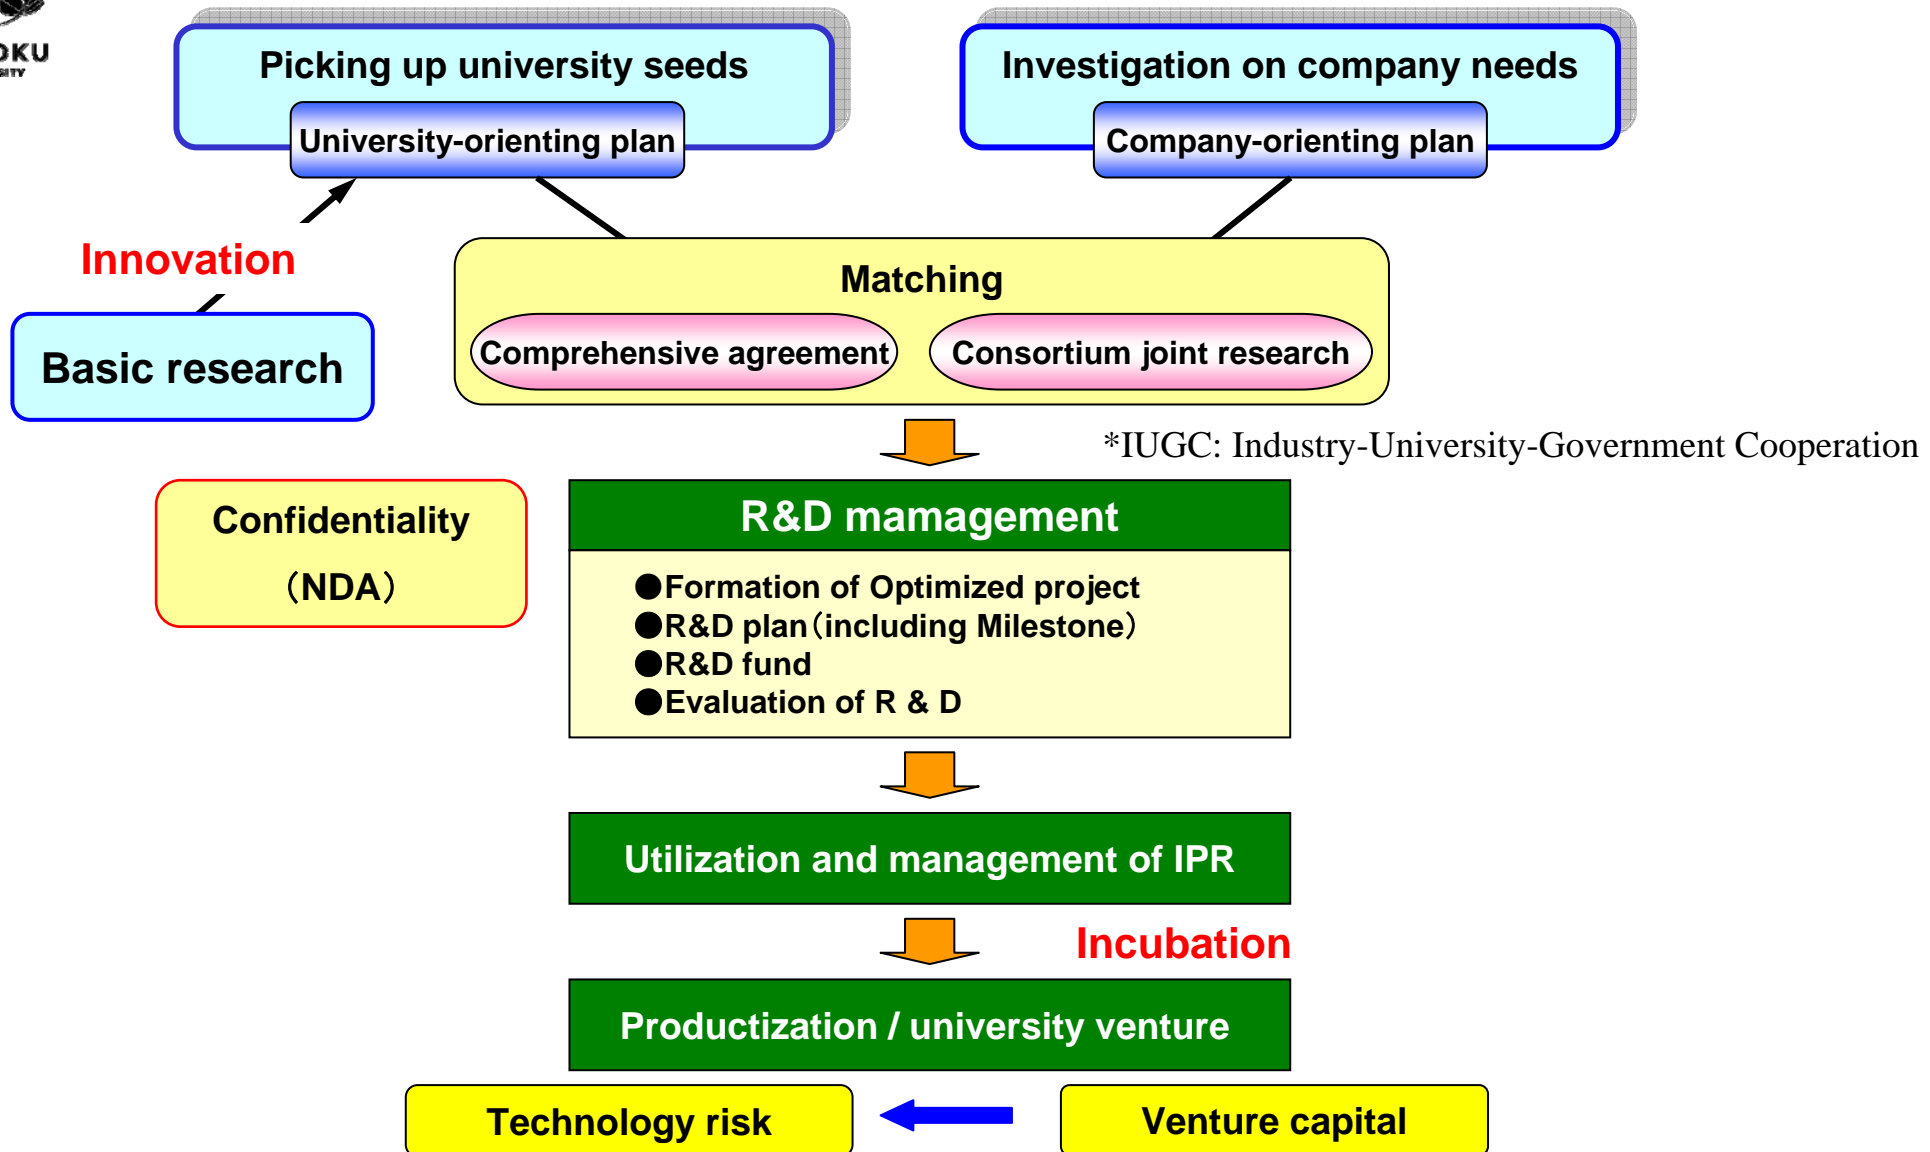 Picking up university seeds
University-orienting plan
Investigation on company needs
Company-orienting plan
Innovation
Basic research
Matching
Comprehensive agreement
Consortium joint research
*IUGC: Industry-University-Government Cooperation
Confidentiality
（NDA）
R&D mamagement
●Formation of Optimized project
●R&D plan（including Milestone）
●R&D fund
●Evaluation of R & D
Utilization and management of IPR
Incubation
Productization / university venture
Technology risk
Venture capital